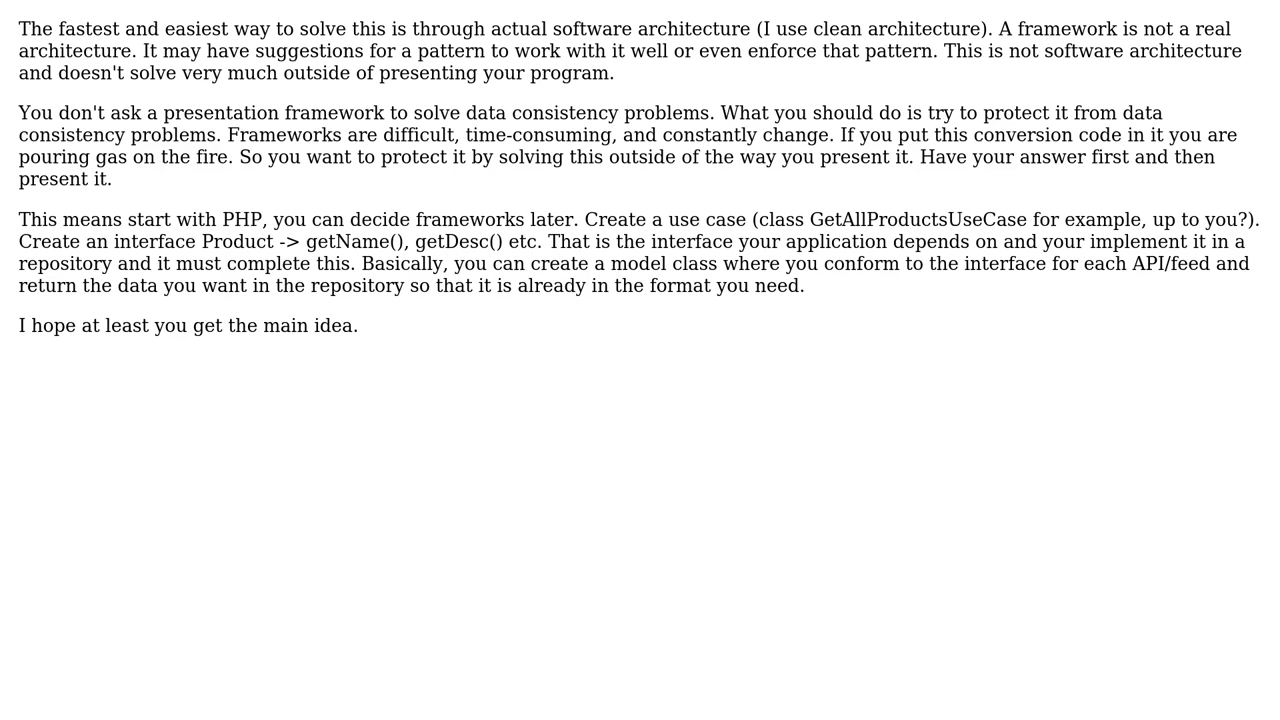 The fastest and easiest way to solve this is through actual software architecture (I use clean architecture). A framework is not a real
architecture. It may have suggestions for a pattern to work with it well or even enforce that pattern. This is not software architecture
and doesn't solve very much outside of presenting your program.
You don't ask a presentation framework to solve data consistency problems. What you should do is try to protect it from data
consistency problems. Frameworks are difficult, time-consuming, and constantly change. If you put this conversion code in it you are
pouring gas on the fire. So you want to protect it by solving this outside of the way you present it. Have your answer first and then
present it.
This means start with PHP, you can decide frameworks later. Create a use case (class GetAllProductsUseCase for example, up to you?).
Create an interface Product -> getName(), getDesc() etc. That is the interface your application depends on and your implement it in a
repository and it must complete this. Basically, you can create a model class where you conform to the interface for each API/feed and
return the data you want in the repository so that it is already in the format you need.
I hope at least you get the main idea.